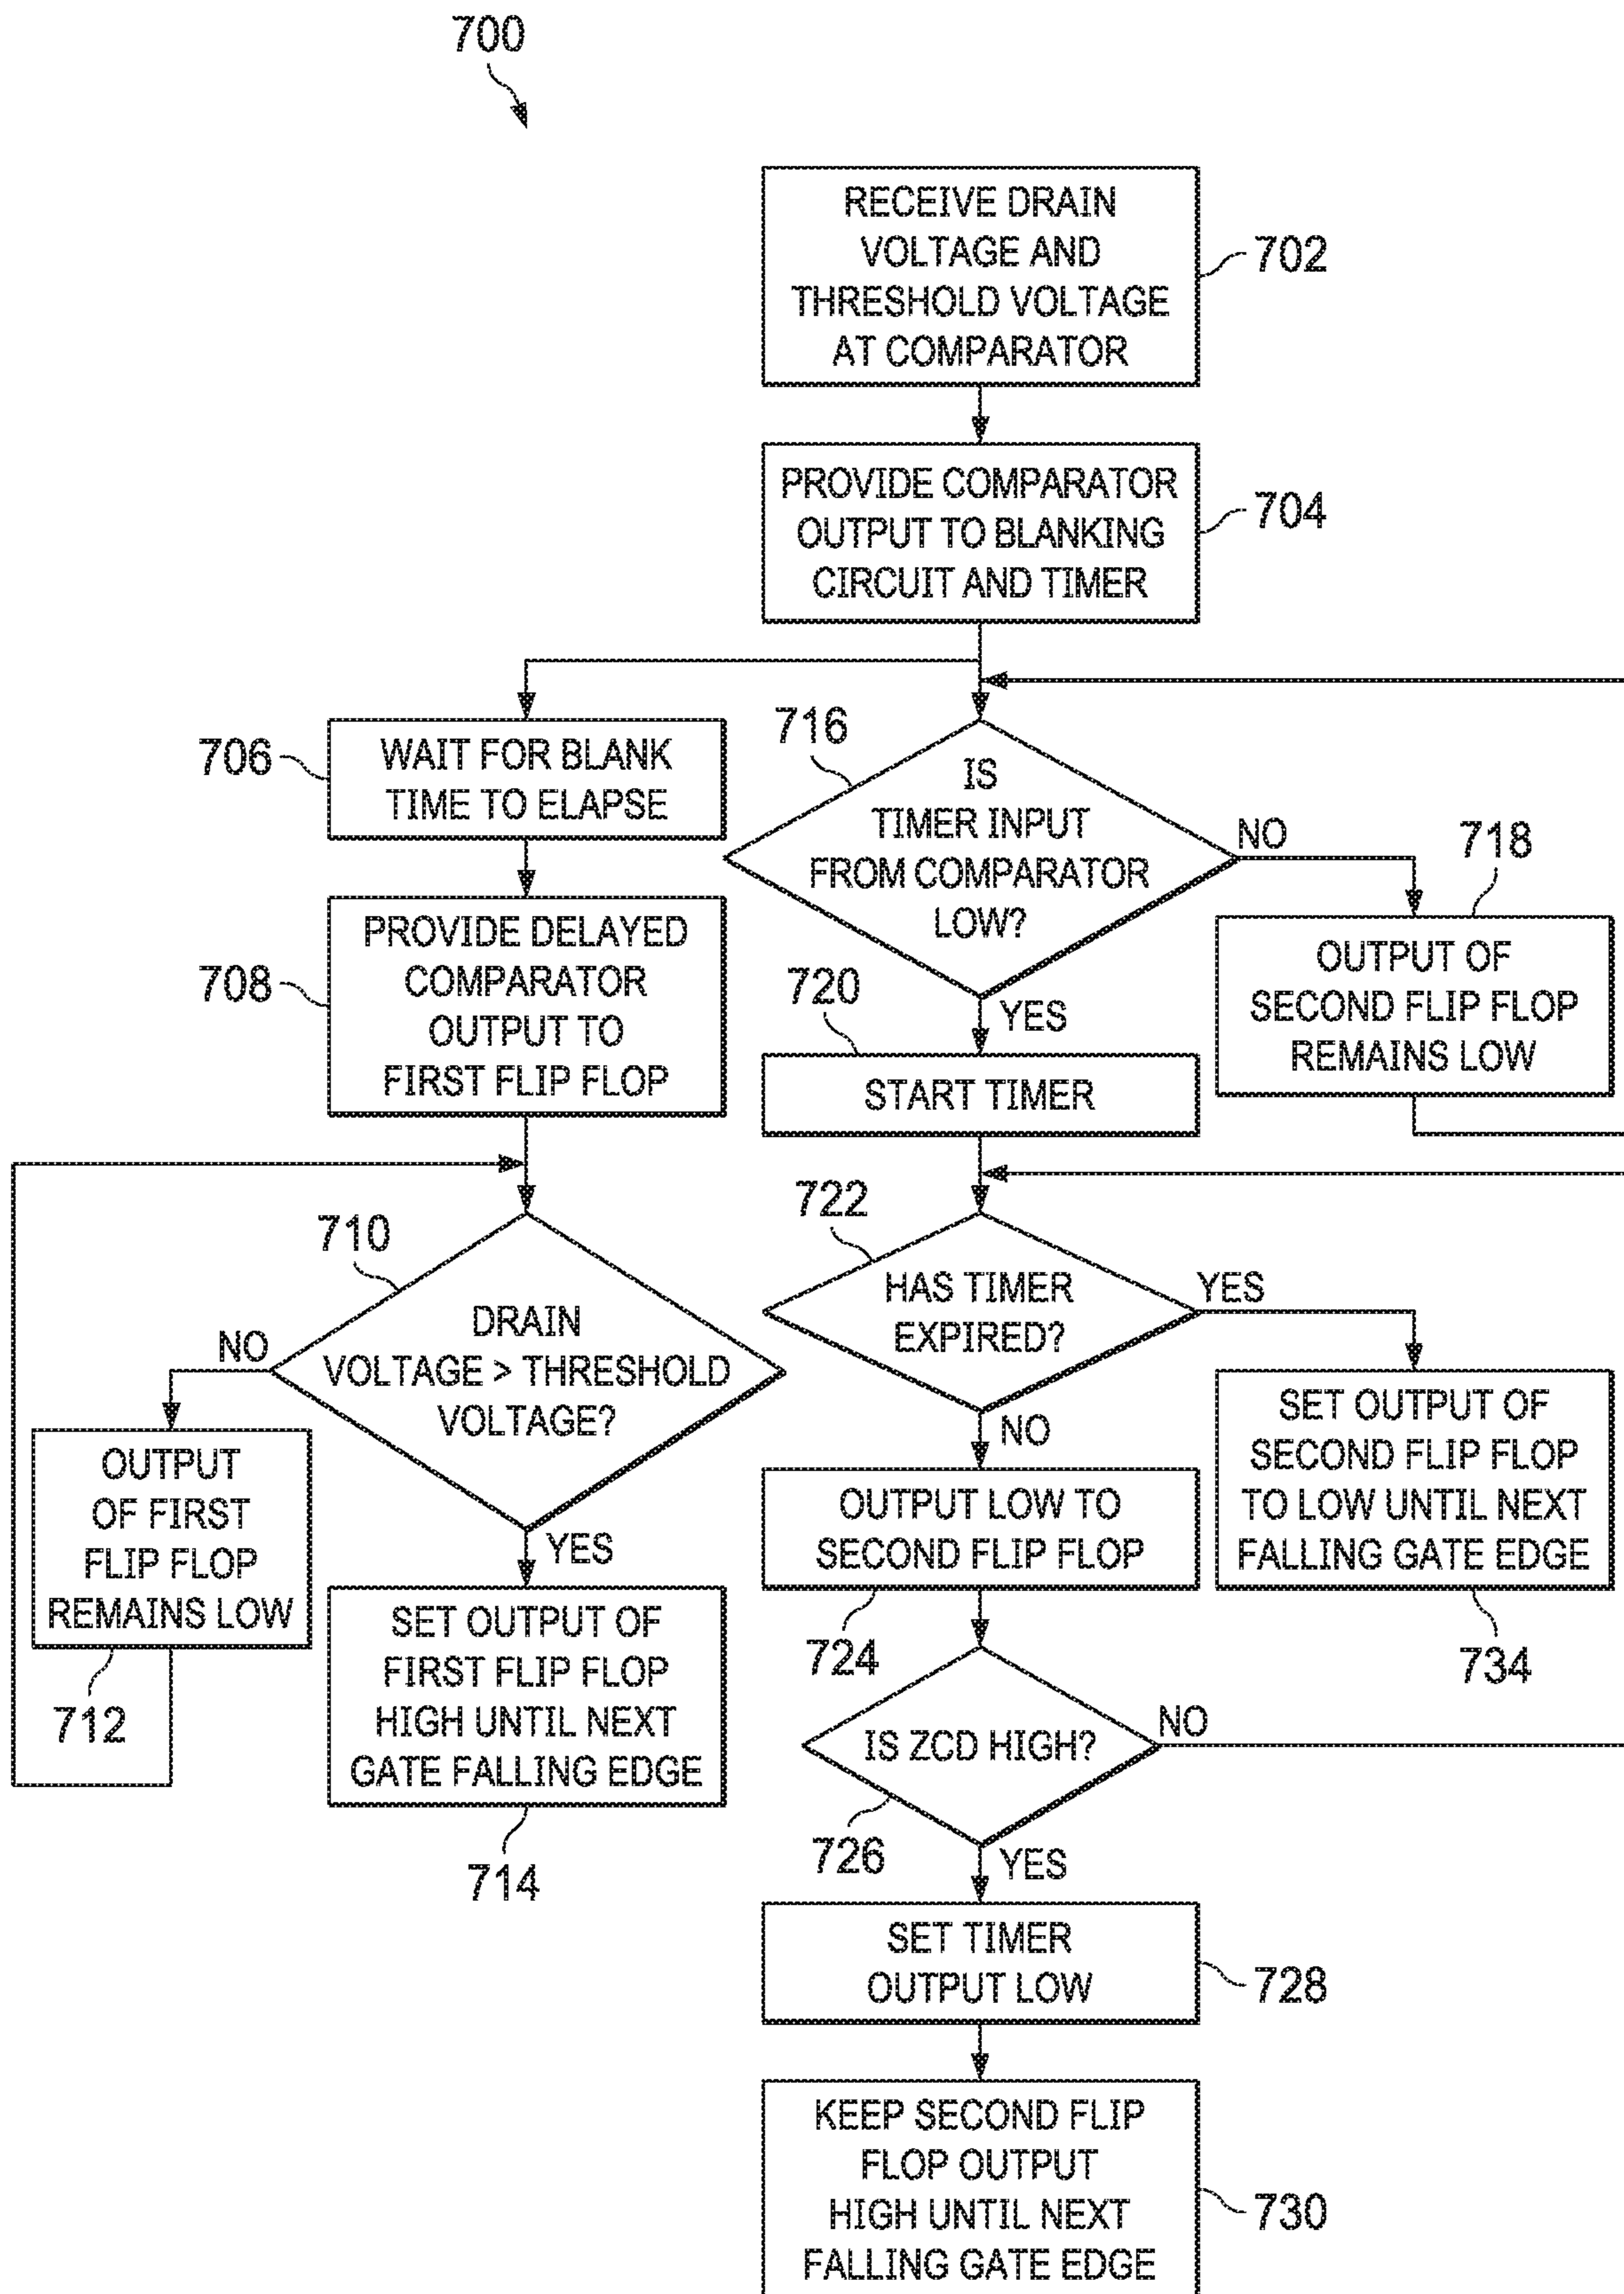 700
RECEIVE DRAIN
VOLTAGE AND
THRESHOLD VOLTAGE
AT COMPARATOR
702
PROVIDE COMPARATOR
OUTPUT TO BLANKING
CIRCUIT AND TIMER
704
706
WAIT FOR BLANK
TIME TO ELAPSE
716
IS
TIMER INPUT
FROM COMPARATOR
LOW?
NO
718
YES
OUTPUT OF
SECOND FLIP FLOP
REMAINS LOW
708
PROVIDE DELAYED
COMPARATOR
OUTPUT TO
FIRST FLIP FLOP
720
START TIMER
710
DRAIN
VOLTAGE > THRESHOLD
VOLTAGE?
NO
YES
OUTPUT
OF FIRST
FLIP FLOP
REMAINS LOW
712
SET OUTPUT OF
FIRST FLIP FLOP
HIGH UNTIL NEXT
GATE FALLING EDGE
714
722
HAS TIMER
EXPIRED?
YES
NO
SET OUTPUT OF
SECOND FLIP FLOP
TO LOW UNTIL NEXT
FALLING GATE EDGE
734
OUTPUT LOW TO
SECOND FLIP FLOP
724
IS ZCD HIGH?
NO
726
YES
SET TIMER
OUTPUT LOW
728
KEEP SECOND FLIP
FLOP OUTPUT
HIGH UNTIL NEXT
FALLING GATE EDGE
730